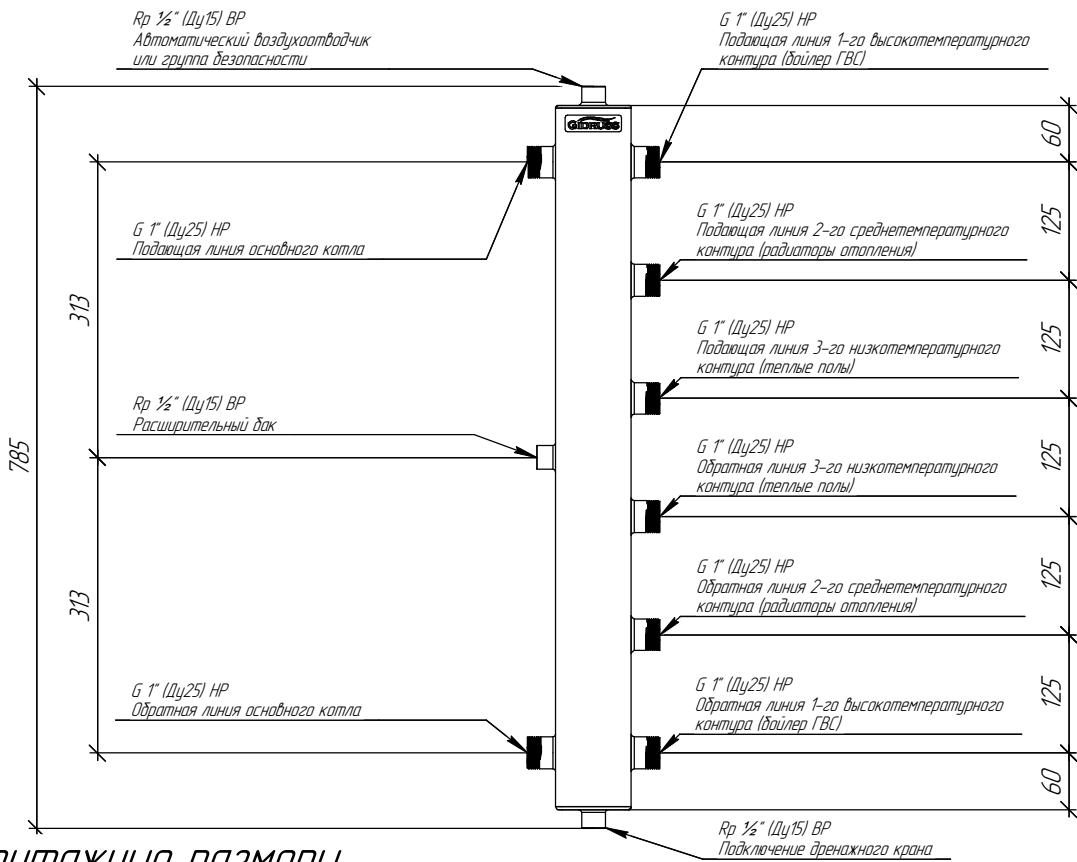 Rp ½" (Ду15) ВР
Автоматический воздухоотводчик
или группа безопасности
G 1" (Ду25) НР
Подающая линия 1-го высокотемпературного
контура (бойлер ГВС)
GIDRUSS
60
G 1" (Ду25) НР
Подающая линия основного котла
G 1" (Ду25) НР
Подающая линия 2-го среднетемпературного
контура (радиаторы отопления)
125
313
G 1" (Ду25) НР
Подающая линия 3-го низкотемпературного
контура (теплые полы)
125
Rp ½" (Ду15) ВР
Расширительный бак
785
G 1" (Ду25) НР
Обратная линия 3-го низкотемпературного
контура (теплые полы)
125
313
G 1" (Ду25) НР
Обратная линия 2-го среднетемпературного
контура (радиаторы отопления)
125
G 1" (Ду25) НР
Обратная линия основного котла
G 1" (Ду25) НР
Обратная линия 1-го высокотемпературного
контура (бойлер ГВС)
125
60
Rp ½" (Ду15) ВР
Подключение дренажного крана
размеры